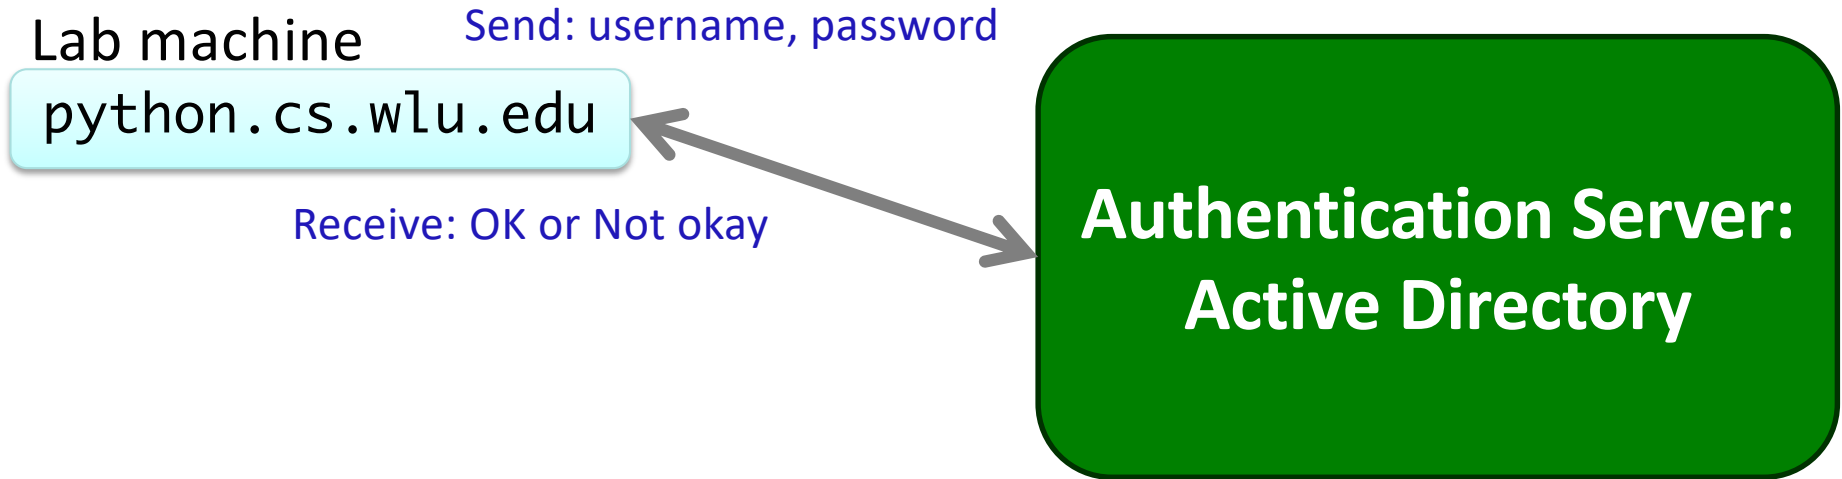 Lab machine
Send: username, password
python.cs.wlu.edu
Receive: OK or Not okay
Authentication Server:
Active Directory